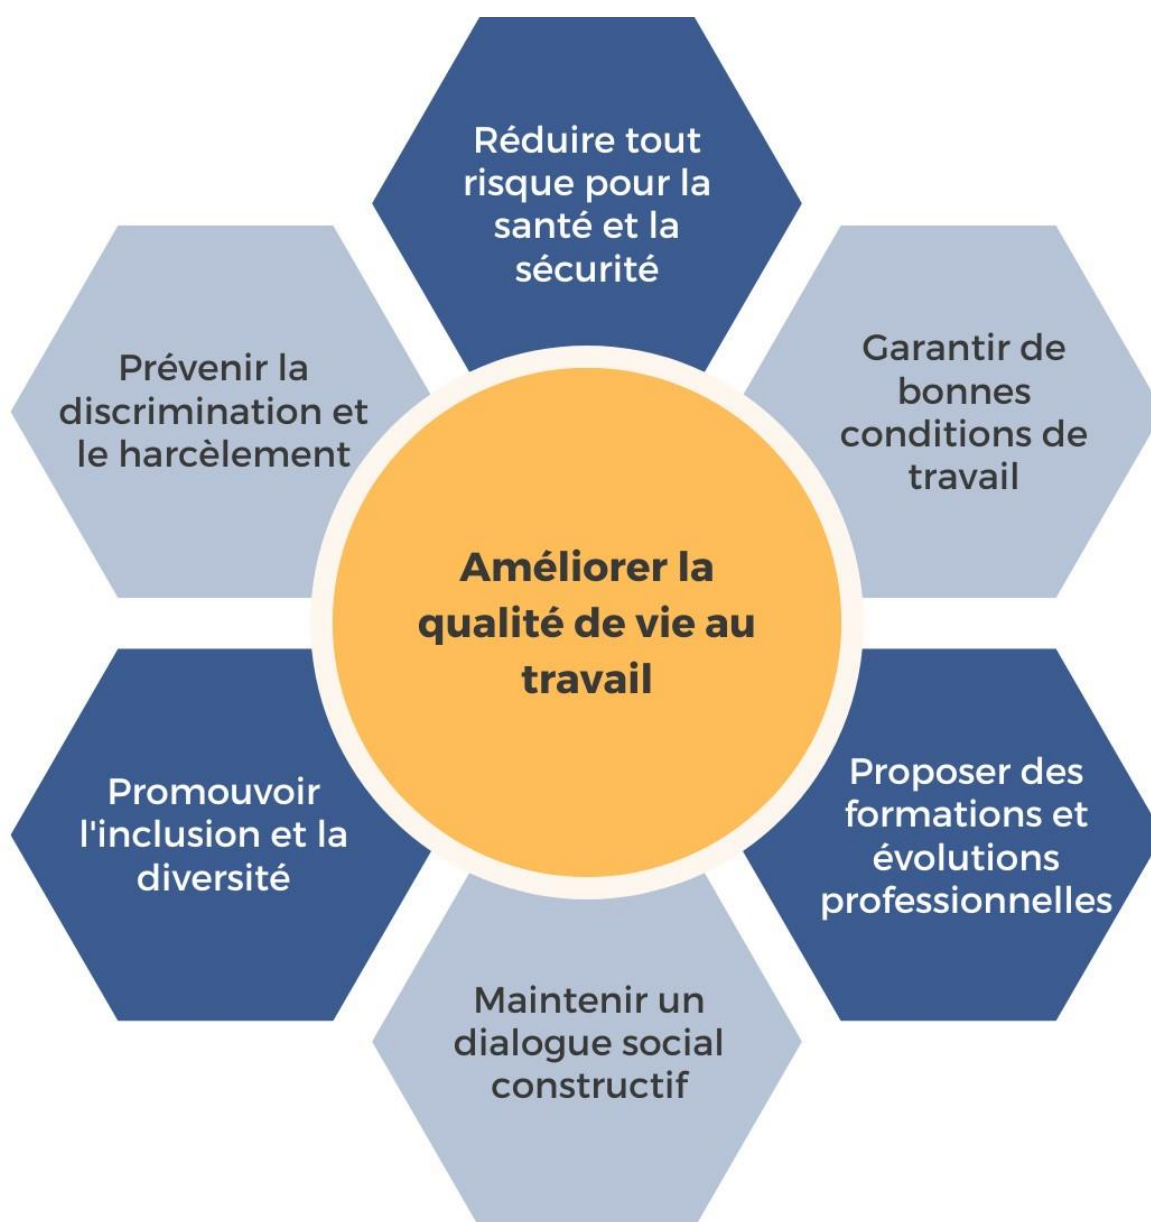 Réduire tout
risque pour la
santé et la
sécurité
Garantir de
bonnes
conditions de
travail
Prévenir la
discrimination et
le harcèlement
Améliorer la
qualité de vie au
travail
Proposer des
formations et
évolutions
professionnelles
Promouvoir
l'inclusion et la
diversité
Maintenir un
dialogue social
constructif